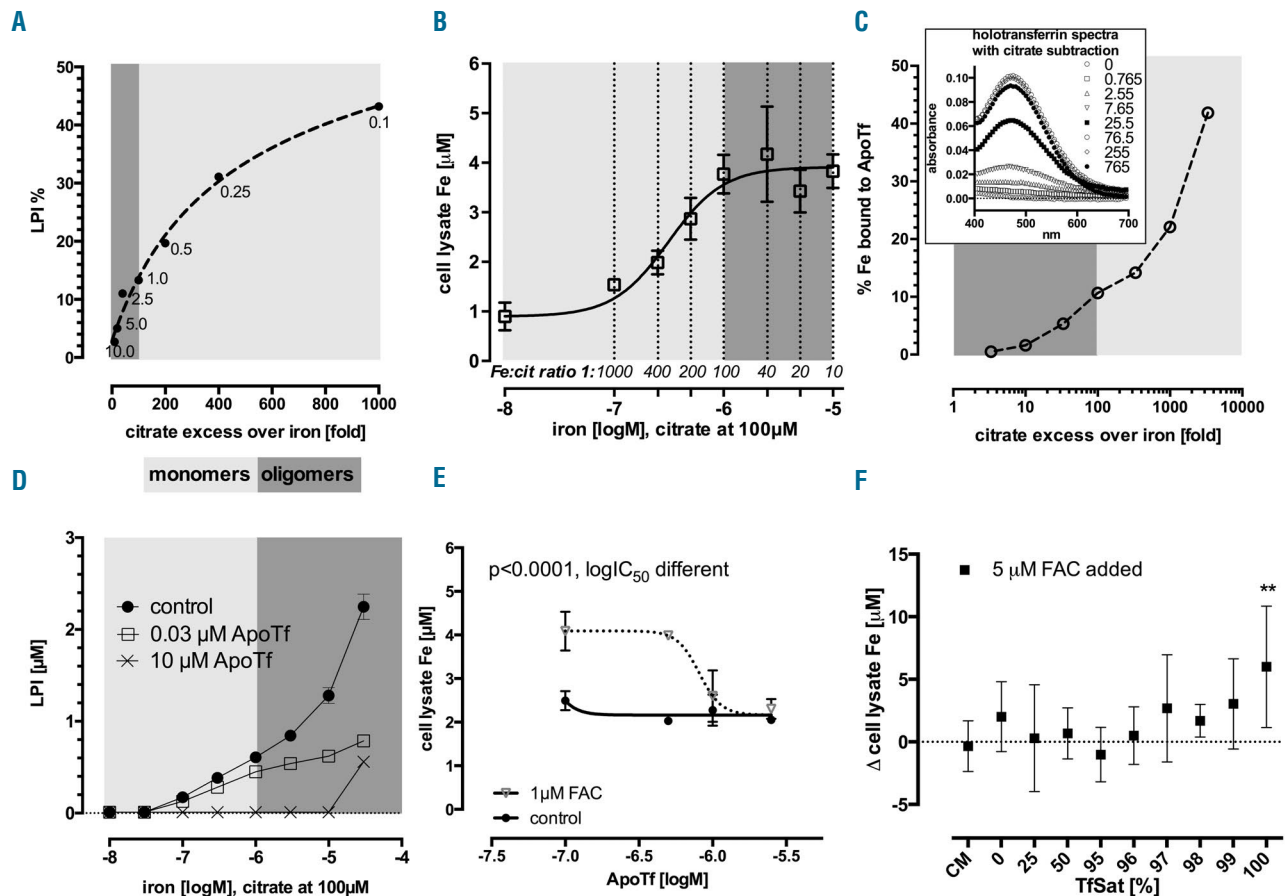 A
50
40
30
20
10
0
LPI %
0.1
0.25
0.5
1.0
2.5
5.0
10.0
0 200 400 600 800 1000
citrate excess over iron [fold]
B
6
5
4
3
2
1
0
cell lysate Fe [µM]
Fe:cit ratio 1: 1000 400 200 100 40 20 10
-8 -7 -6 -5
iron [logM], citrate at 100µM
C
50
40
30
20
10
0
% Fe bound to ApoTf
holotransferrin spectra
with citrate subtraction
0.10
0.08
0.06
0.04
0.02
0.00
absorbance
0
0.765
2.55
7.65
25.5
76.5
255
765
400 500 600 700
nm
1 10 100 1000 10000
citrate excess over iron [fold]
monomers oligomers
D
3
2
1
0
LPI [µM]
control
0.03 µM ApoTf
10 µM ApoTf
-8 -7 -6 -5 -4
iron [logM], citrate at 100µM
E
6
5
4
3
2
1
0
cell lysate Fe [µM]
p<0.0001, logIC50 different
1µM FAC
control
-7.5 -7.0 -6.5 -6.0 -5.5
ApoTf [logM]
F
15
10
5
0
-5
Δ cell lysate Fe [µM]
5 µM FAC added
**
CM 0 25 50 95 96 97 98 99 100
TfSat [%]